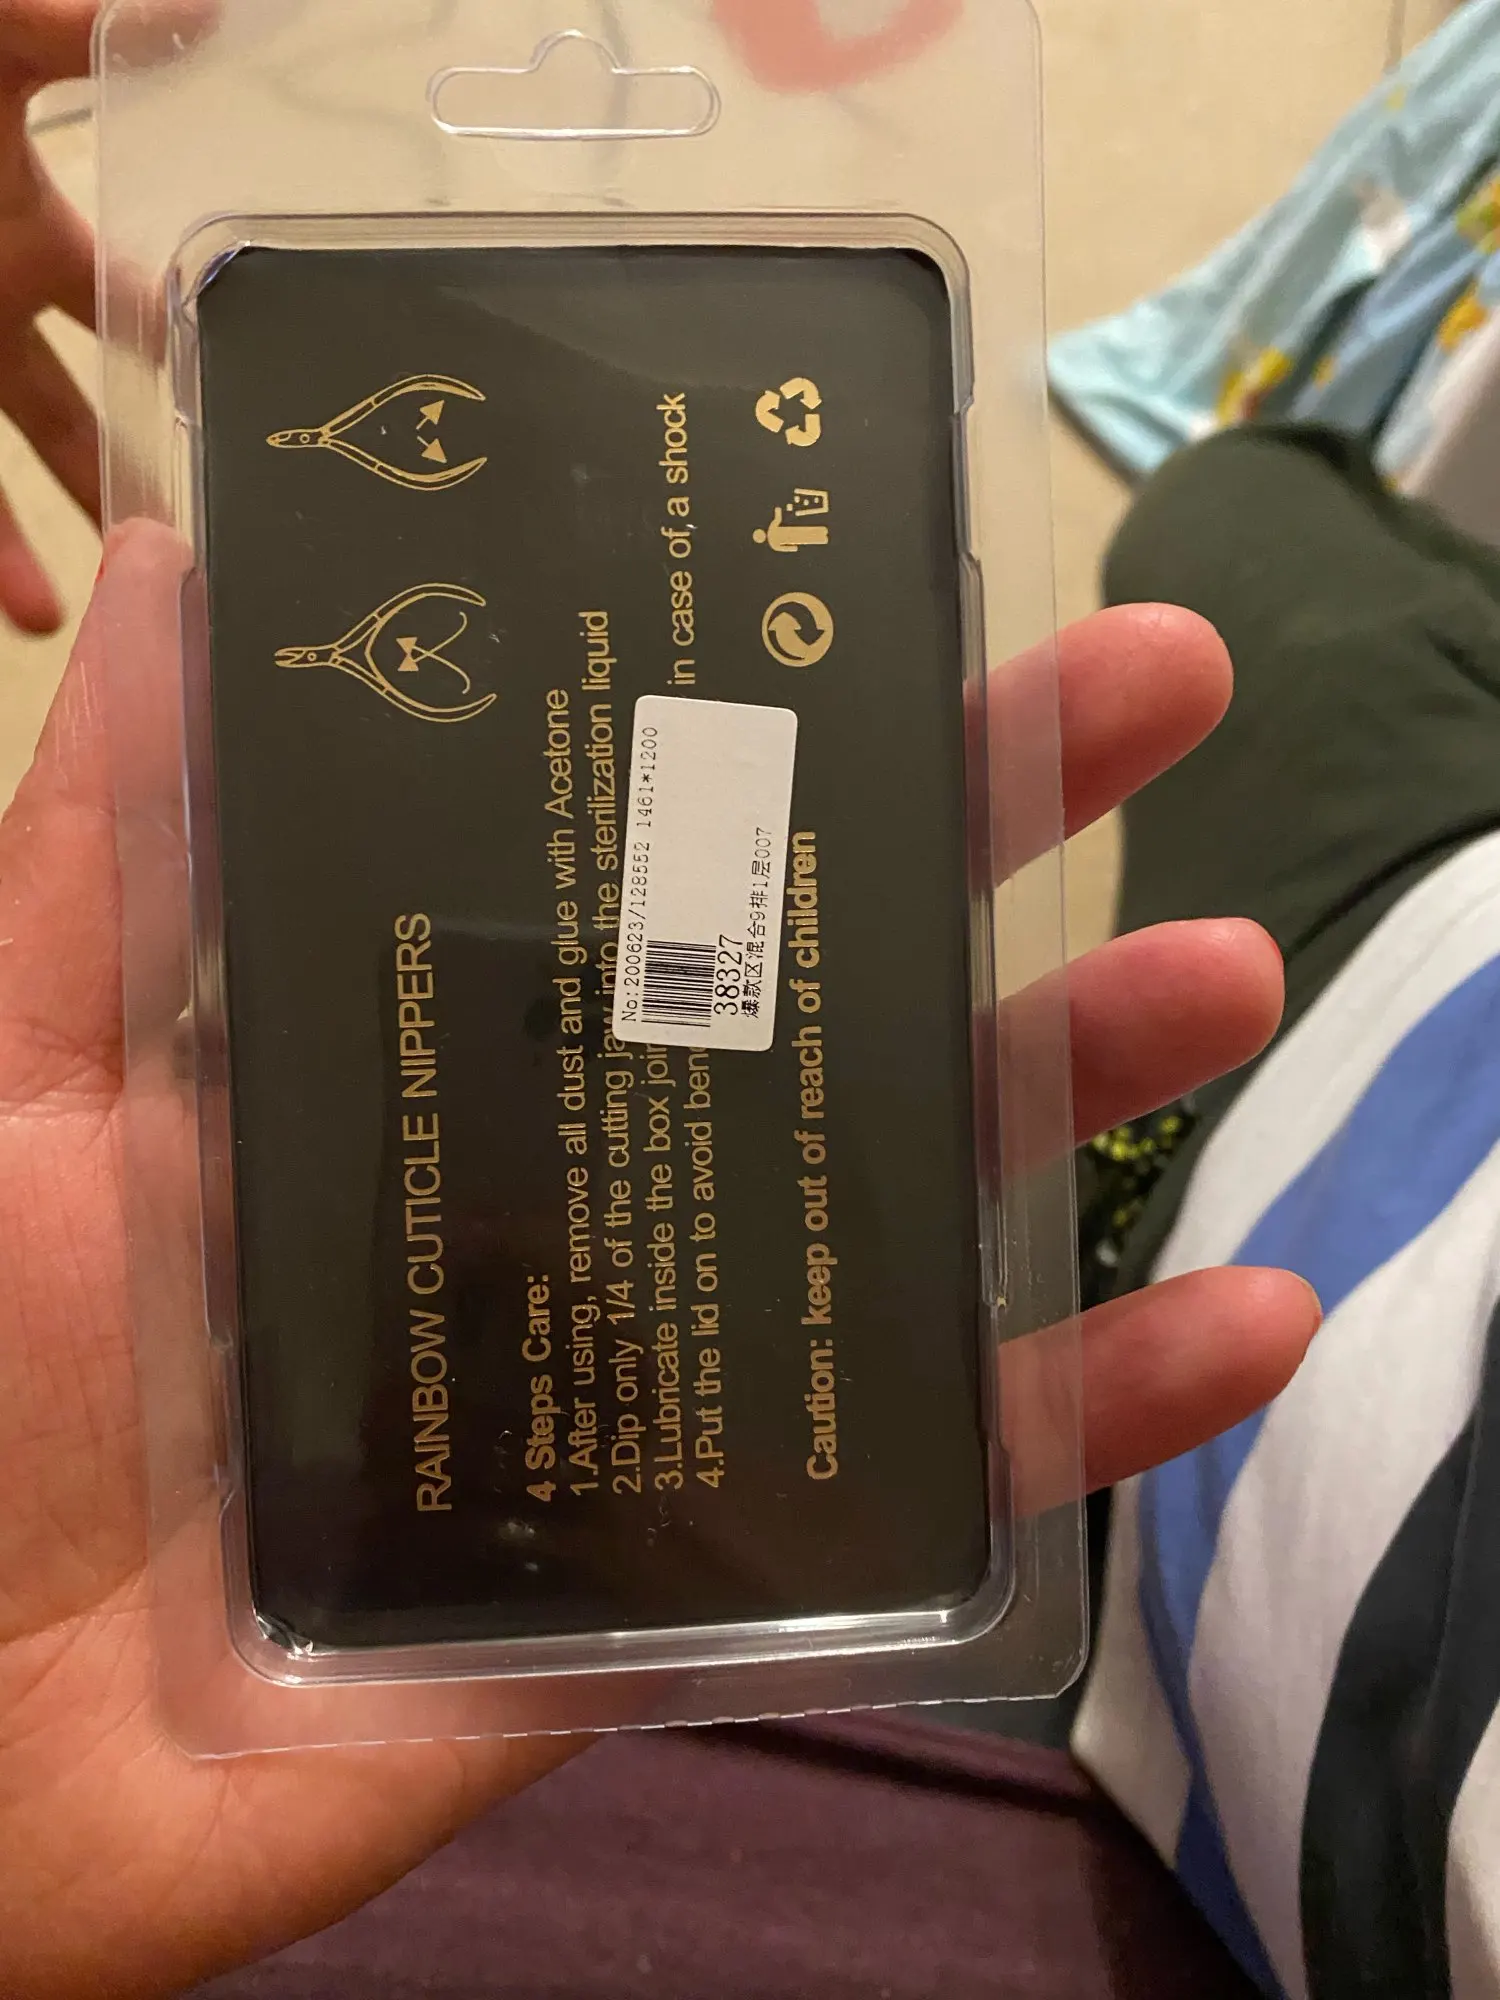 RAINBOW CUTICLE NIPPERS
4 Steps Care:
1.After using, remove all dust and glue with Acetone
2.Dip only 1/4 of the cutting jaw into the sterilization liquid
3.Lubricate inside the box
4.Put the lid on to avoid in case of a shock
Caution: keep out of reach of children
No:200623/128552 1461*1200
38327
爆款区混合9排1层007